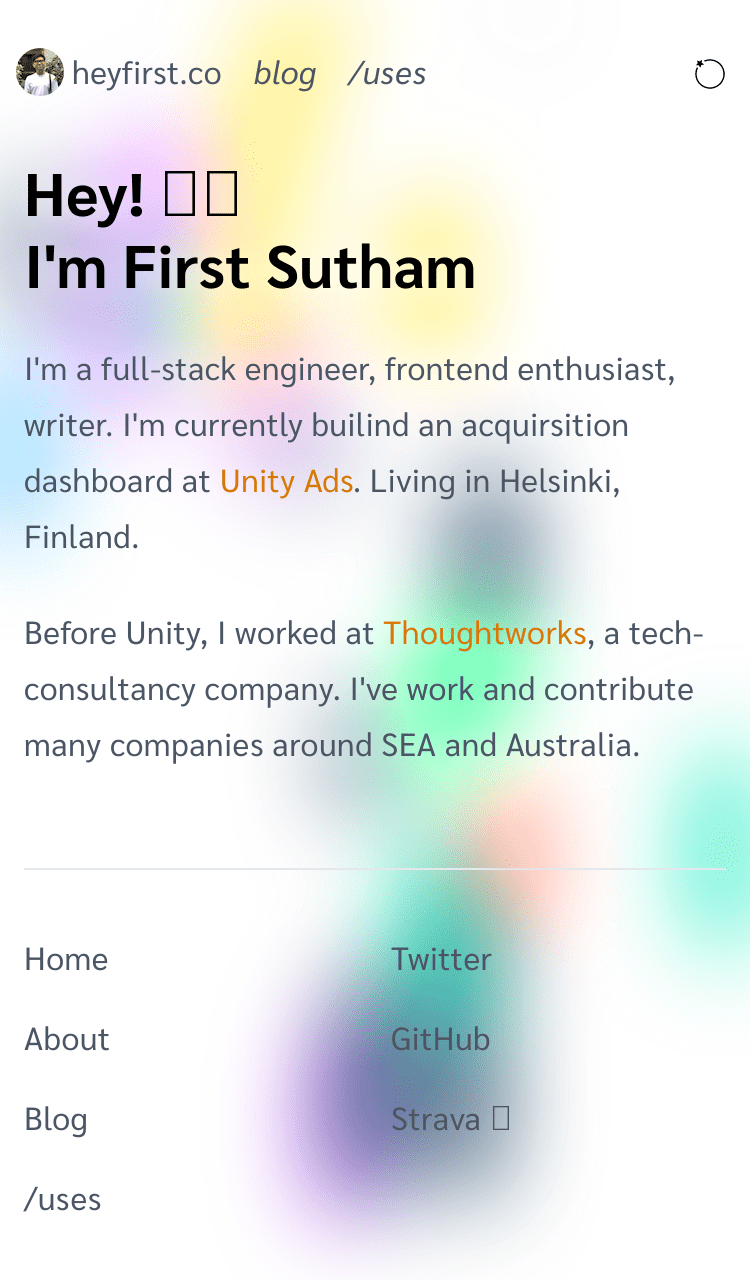 heyfirst.co blog /uses
Hey!
I'm First Sutham
I'm a full-stack engineer, frontend enthusiast,
writer. I'm currently builind an acquirsition
dashboard at Unity Ads. Living in Helsinki,
Finland.
Before Unity, I worked at Thoughtworks, a tech-
consultancy company. I've work and contribute
many companies around SEA and Australia.
Home
About
Blog
/uses
Twitter
GitHub
Strava